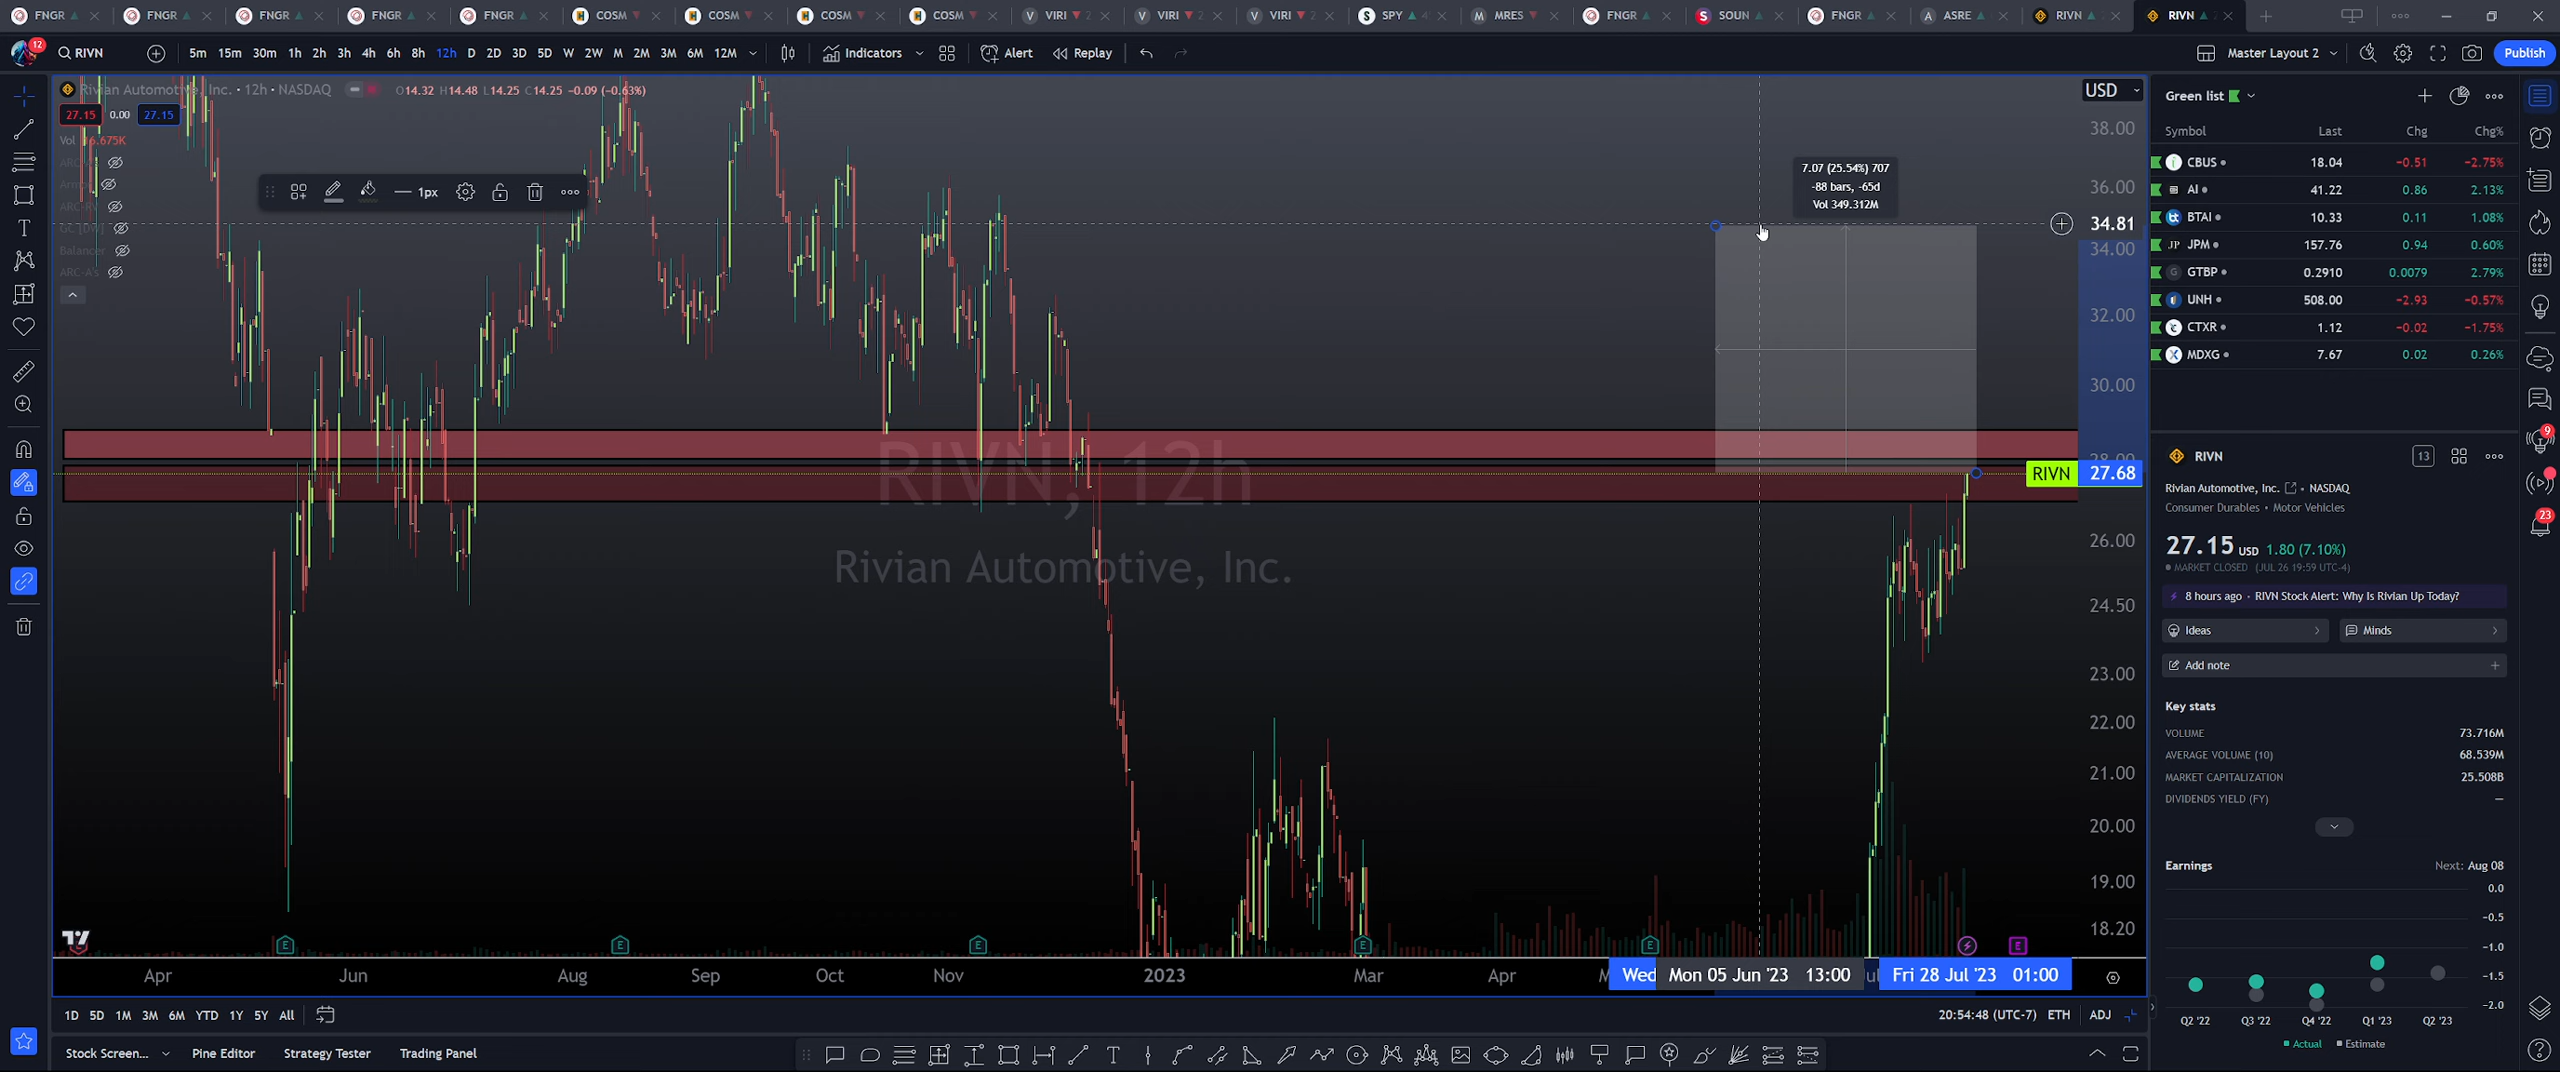 FNGR FNGR FNGR FNGR FNGR COSM COSM COSM COSM VIRI 2 VIRI 2 VIRI 2 SPY MRES FNGR SOUN FNGR ASRE RIVN RIVN
12 RIVN 5m 15m 30m 1h 2h 3h 4h 6h 8h 12h D 2D 3D 5D W 2W M 2M 3M 6M 12M Indicators Alert Replay Master Layout 2 Publish
Rivian Automotive, Inc. • 12h • NASDAQ O14.32 H14.48 L14.25 C14.25 -0.09 (-0.63%)
USD
27.15 0.00 27.15
Vol
1px
Balancer
ARC-A's
7.07 (25.54%) 707
-88 bars, -65d
Vol 349.312M
38.00
36.00
34.81
34.00
32.00
30.00
28.00
RIVN 27.68
26.00
24.50
23.00
22.00
21.00
20.00
19.00
18.20
RIVN, 12h
Rivian Automotive, Inc.
E E E E E E
Apr Jun Aug Sep Oct Nov 2023 Mar Apr Wed Mon 05 Jun '23 13:00 Fri 28 Jul '23 01:00
1D 5D 1M 3M 6M YTD 1Y 5Y All
20:54:48 (UTC-7) ETH ADJ
Stock Screen... Pine Editor Strategy Tester Trading Panel
Green list
Symbol Last Chg Chg%
CBUS 18.04 -0.51 -2.75%
AI 41.22 0.86 2.13%
BTAI 10.33 0.11 1.08%
JPM 157.76 0.94 0.60%
GTBP 0.2910 0.0079 2.79%
UNH 508.00 -2.93 -0.57%
CTXR 1.12 -0.02 -1.75%
MDXG 7.67 0.02 0.26%
RIVN 13
Rivian Automotive, Inc. • NASDAQ
Consumer Durables • Motor Vehicles
27.15 USD 1.80 (7.10%)
MARKET CLOSED (JUL 26 19:59 UTC-4)
8 hours ago • RIVN Stock Alert: Why Is Rivian Up Today?
Ideas Minds
Add note
Key stats
VOLUME 73.716M
AVERAGE VOLUME (10) 68.539M
MARKET CAPITALIZATION 25.508B
DIVIDENDS YIELD (FY) —
Earnings Next: Aug 08
0.0
-0.5
-1.0
-1.5
-2.0
Q2 '22 Q3 '22 Q4 '22 Q1 '23 Q2 '23
Actual Estimate
9
23